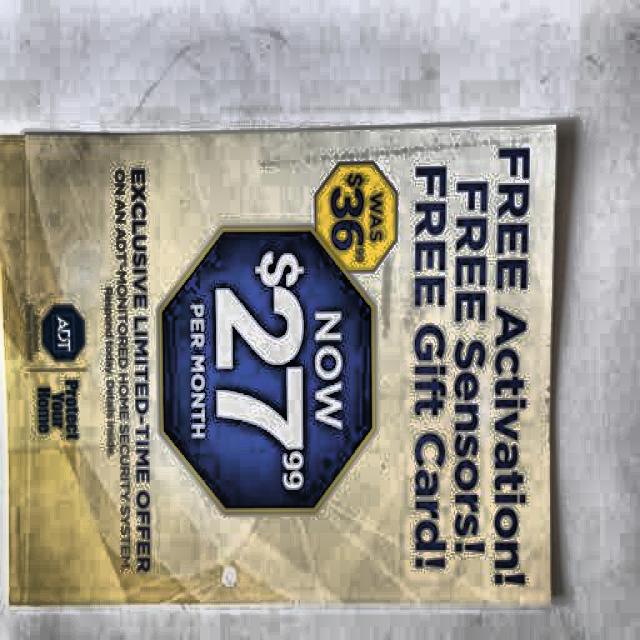 FREE Activation!
FREE Sensors!
FREE Gift Card!
WAS
$36
NOW
$27 99
PER MONTH
EXCLUSIVE LIMITED-TIME OFFER
ON AN ADT-MONITORED HOME SECURITY SYSTEM.
ADT
Protect
Your
Home